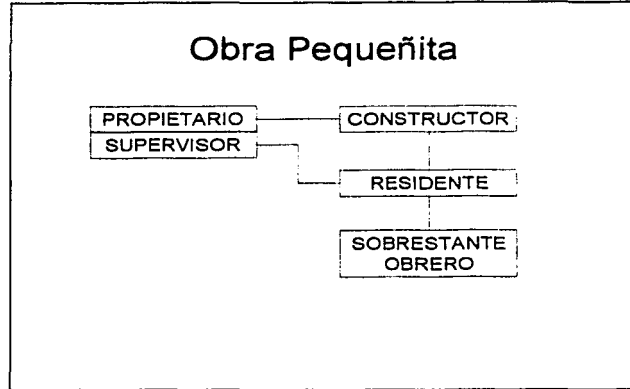 Obra Pequeñita
PROPIETARIO
CONSTRUCTOR
SUPERVISOR
RESIDENTE
SOBRESTANTE
OBRERO